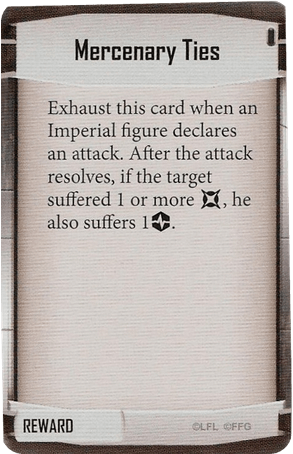 Mercenary Ties
Exhaust this card when an
Imperial figure declares
an attack. After the attack
resolves, if the target
suffered 1 or more , he
also suffers 1 .
REWARD
©LFL ©FFG